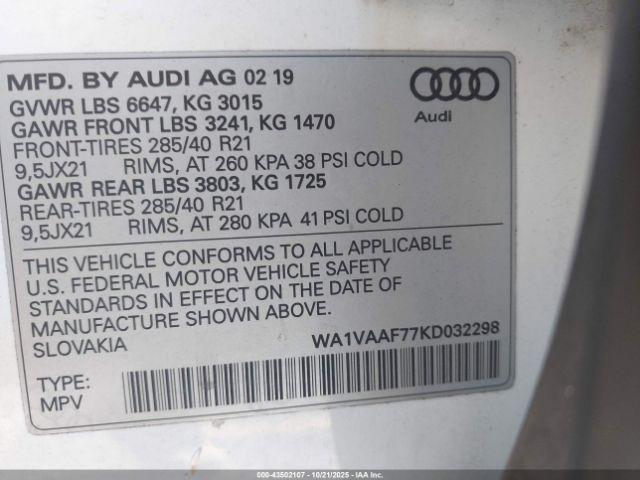 MFD. BY AUDI AG 02 19
GVWR LBS 6647, KG 3015
GAWR FRONT LBS 3241, KG 1470
FRONT-TIRES 285/40 R21
9,5JX21 RIMS, AT 260 KPA 38 PSI COLD
GAWR REAR LBS 3803, KG 1725
REAR-TIRES 285/40 R21
9,5JX21 RIMS, AT 280 KPA 41 PSI COLD
Audi
THIS VEHICLE CONFORMS TO ALL APPLICABLE
U.S. FEDERAL MOTOR VEHICLE SAFETY
STANDARDS IN EFFECT ON THE DATE OF
MANUFACTURE SHOWN ABOVE.
SLOVAKIA WA1VAAF77KD032298
TYPE:
MPV
000-43502107 - 10/21/2025 - IAA Inc.